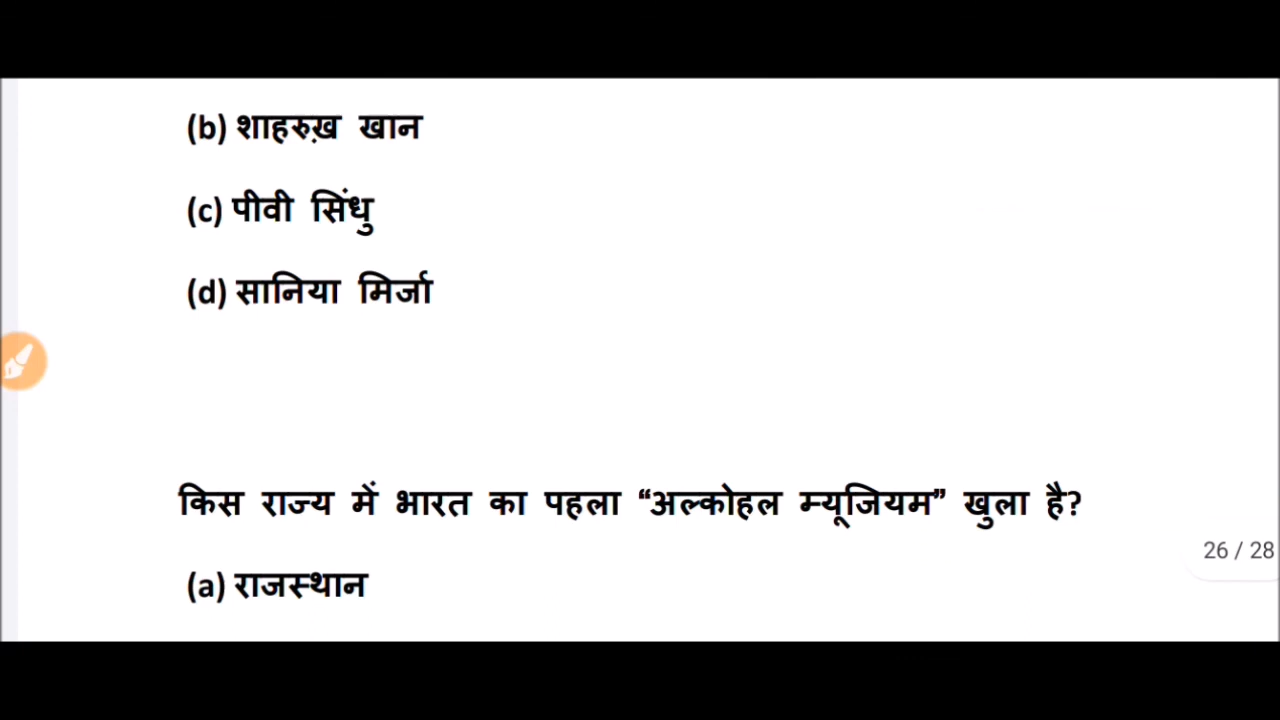 (b) शाहरुख़ खान
(c) पीवी सिंधु
(d) सानिया मिर्जा
किस राज्य में भारत का पहला “अल्कोहल म्यूजियम” खुला है?
26 / 28
(a) राजस्थान